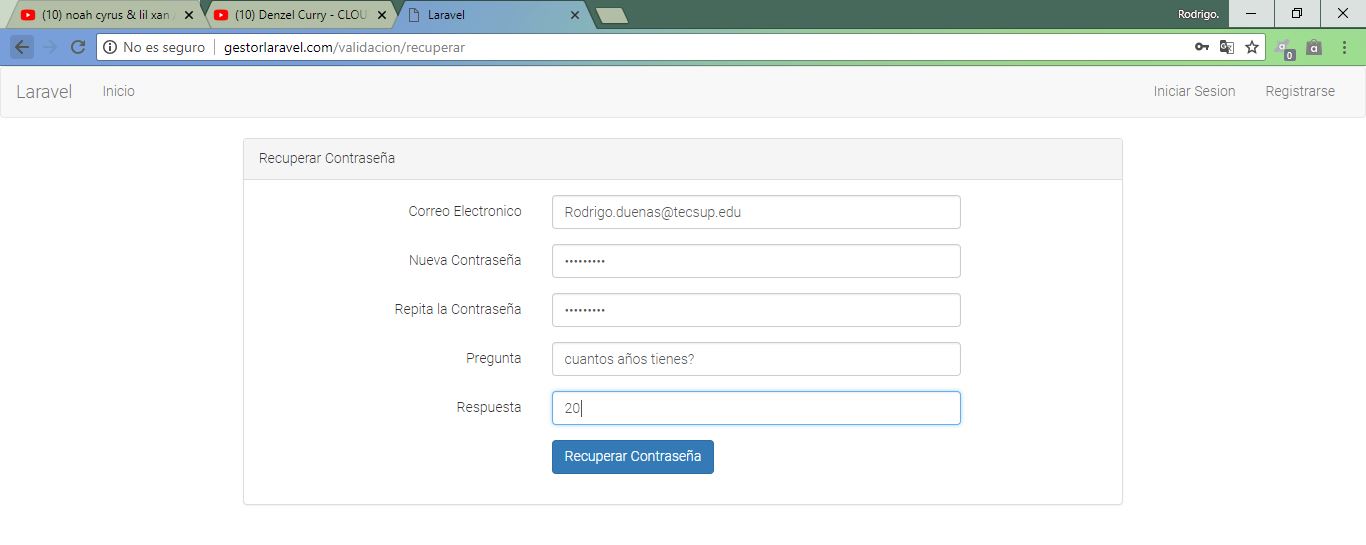 (10) noah cyrus & lil xan
(10) Denzel Curry - CLOU
Laravel
Rodrigo.
No es seguro
gestorlaravel.com/validacion/recuperar
0
a
Laravel
Inicio
Iniciar Sesion
Registrarse
Recuperar Contraseña
Correo Electronico
Rodrigo.duenas@tecsup.edu
Nueva Contraseña
•••••••••
Repita la Contraseña
•••••••••
Pregunta
cuantos años tienes?
Respuesta
20
Recuperar Contraseña